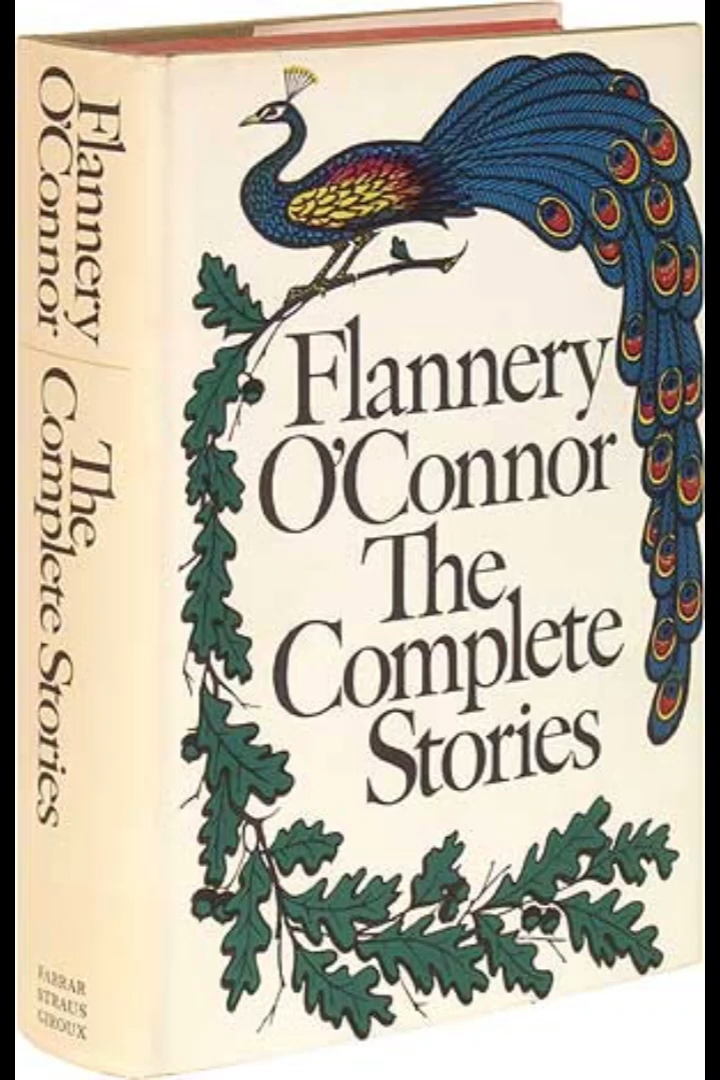 Flannery
O'Connor
The
Complete Stories
FARRAR
STRAUS
GIROUX
Flannery
O'Connor
The
Complete
Stories